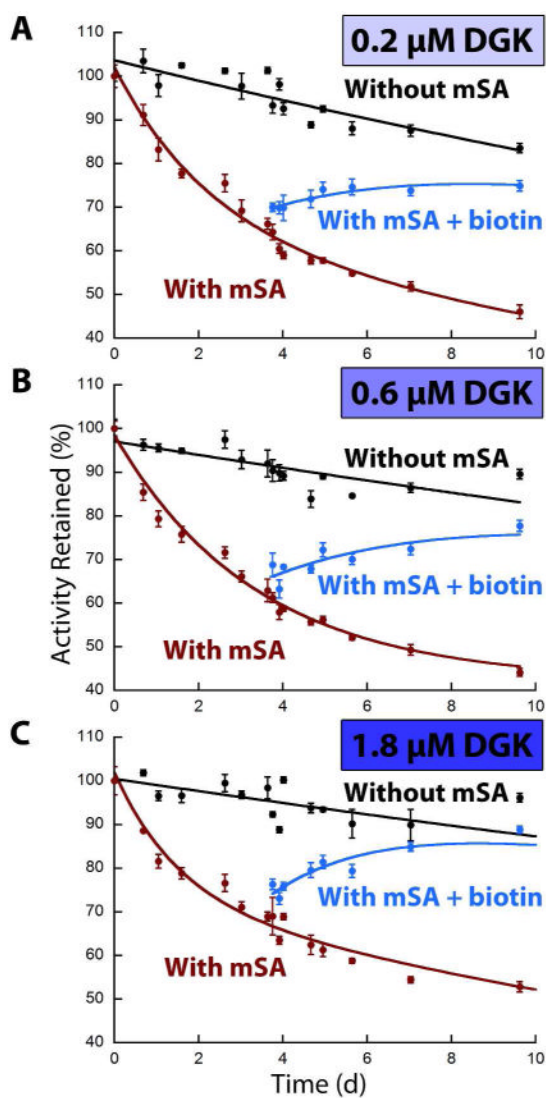 A
0.2 µM DGK
110
100
90
80
70
60
50
40
Without mSA
With mSA + biotin
With mSA
0 2 4 6 8 10
B
0.6 µM DGK
110
100
90
80
70
60
50
40
Without mSA
With mSA + biotin
With mSA
0 2 4 6 8 10
Activity Retained (%)
C
1.8 µM DGK
110
100
90
80
70
60
50
40
Without mSA
With mSA + biotin
With mSA
0 2 4 6 8 10
Time (d)